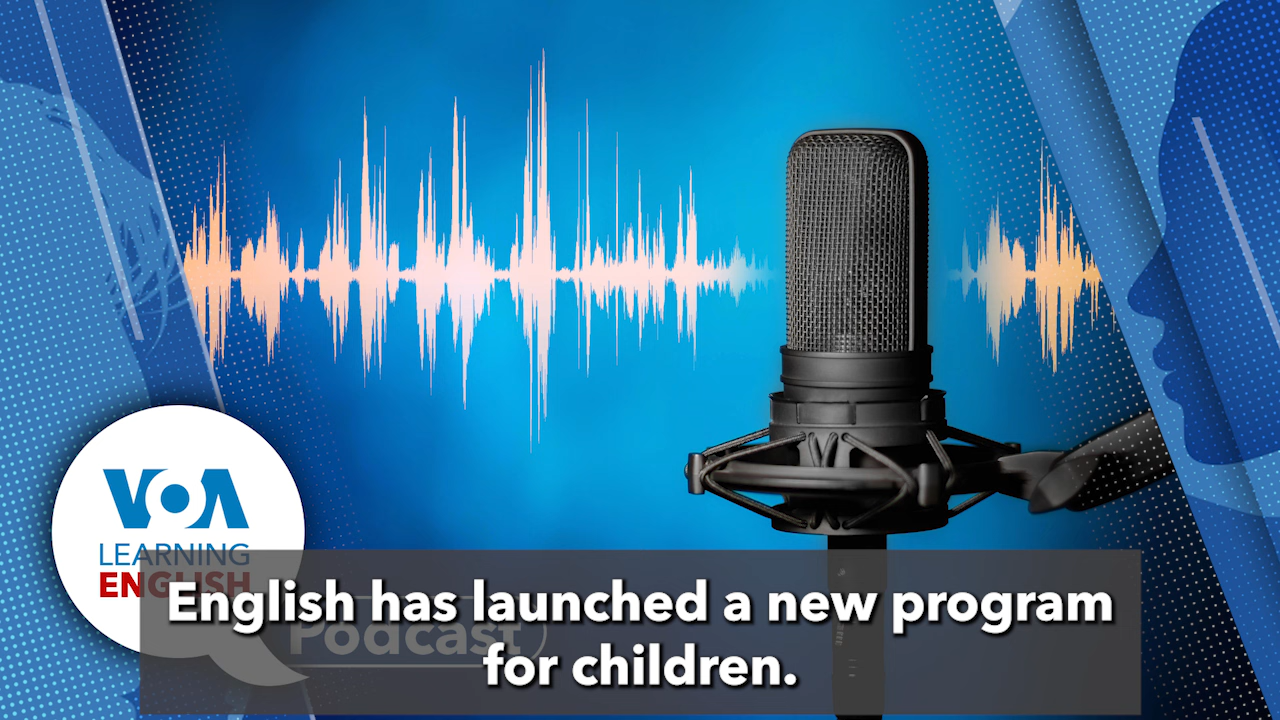 VOA
LEARNING
ENGLISH
Podcast
English has launched a new program
for children.